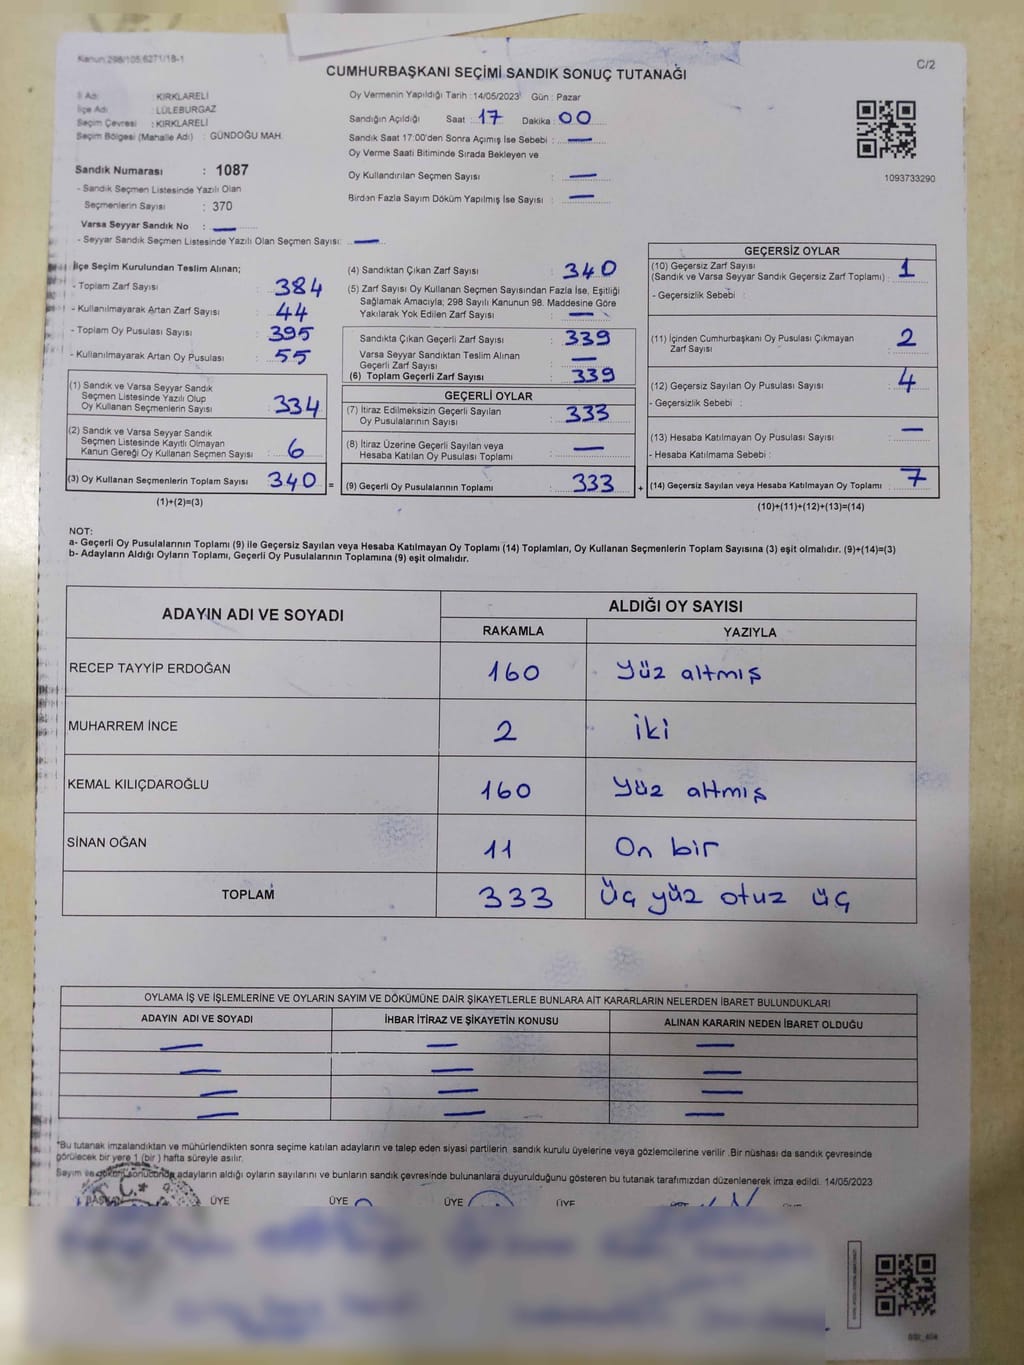 Kanun:298/105;6271/18-1
C/2
CUMHURBAŞKANI SEÇİMİ SANDIK SONUÇ TUTANAĞI
İl Adı : KIRKLARELİ
İlçe Adı : LÜLEBURGAZ
Seçim Çevresi : KIRKLARELİ
Seçim Bölgesi (Mahalle Adı) : GÜNDOĞU MAH.
Sandık Numarası : 1087
- Sandık Seçmen Listesinde Yazılı Olan
Seçmenlerin Sayısı : 370
Varsa Seyyar Sandık No : —
- Seyyar Sandık Seçmen Listesinde Yazılı Olan Seçmen Sayısı: —
Oy Vermenin Yapıldığı Tarih :14/05/2023 Gün : Pazar
Sandığın Açıldığı Saat : 17 Dakika : 00
Sandık Saat 17:00'den Sonra Açımış İse Sebebi : —
Oy Verme Saati Bitiminde Sırada Bekleyen ve
Oy Kullandırılan Seçmen Sayısı : —
Birdan Fazla Sayım Döküm Yapılmış İse Sayısı : —
1093733290
İlçe Seçim Kurulundan Teslim Alınan;
- Toplam Zarf Sayısı : 384
- Kullanılmayarak Artan Zarf Sayısı : 44
- Toplam Oy Pusulası Sayısı : 395
- Kullanılmayarak Artan Oy Pusulası : 55
(1) Sandık ve Varsa Seyyar Sandık
Seçmen Listesinde Yazılı Olup
Oy Kullanan Seçmenlerin Sayısı : 334
(2) Sandık ve Varsa Seyyar Sandık
Seçmen Listesinde Kayıtlı Olmayan
Kanun Gereği Oy Kullanan Seçmen Sayısı : 6
(3) Oy Kullanan Seçmenlerin Toplam Sayısı : 340 =
(1)+(2)=(3)
(4) Sandıktan Çıkan Zarf Sayısı : 340
(5) Zarf Sayısı Oy Kullanan Seçmen Sayısından Fazla İse, Eşitliği
Sağlamak Amacıyla; 298 Sayılı Kanunun 98. Maddesine Göre
Yakılarak Yok Edilen Zarf Sayısı : —
Sandıkta Çıkan Geçerli Zarf Sayısı : 339
Varsa Seyyar Sandıktan Teslim Alınan
Geçerli Zarf Sayısı : —
(6) Toplam Geçerli Zarf Sayısı : 339
GEÇERLİ OYLAR
(7) İtiraz Edilmeksizin Geçerli Sayılan
Oy Pusulalarının Sayısı : 333
(8) İtiraz Üzerine Geçerli Sayılan veya
Hesaba Katılan Oy Pusulası Toplamı : —
(9) Geçerli Oy Pusulalarının Toplamı : 333 +
GEÇERSİZ OYLAR
(10) Geçersiz Zarf Sayısı
(Sandık ve Varsa Seyyar Sandık Geçersiz Zarf Toplamı) : 1
- Geçersizlik Sebebi :
(11) İçinden Cumhurbaşkanı Oy Pusulası Çıkmayan
Zarf Sayısı : 2
(12) Geçersiz Sayılan Oy Pusulası Sayısı : 4
- Geçersizlik Sebebi :
(13) Hesaba Katılmayan Oy Pusulası Sayısı : —
- Hesaba Katılmama Sebebi :
(14) Geçersiz Sayılan veya Hesaba Katılmayan Oy Toplamı : 7
(10)+(11)+(12)+(13)=(14)
NOT:
a- Geçerli Oy Pusulalarının Toplamı (9) ile Geçersiz Sayılan veya Hesaba Katılmayan Oy Toplamı (14) Toplamları, Oy Kullanan Seçmenlerin Toplam Sayısına (3) eşit olmalıdır. (9)+(14)=(3)
b- Adayların Aldığı Oyların Toplamı, Geçerli Oy Pusulalarının Toplamına (9) eşit olmalıdır.
ADAYIN ADI VE SOYADI ALDIĞI OY SAYISI
RAKAMLA YAZIYLA
RECEP TAYYİP ERDOĞAN 160 Yüz altmış
MUHARREM İNCE 2 iki
KEMAL KILIÇDAROĞLU 160 Yüz altmış
SİNAN OĞAN 11 On bir
TOPLAM 333 Üç yüz otuz üç
OYLAMA İŞ VE İŞLEMLERİNE VE OYLARIN SAYIM VE DÖKÜMÜNE DAİR ŞİKAYETLERLE BUNLARA AİT KARARLARIN NELERDEN İBARET BULUNDUKLARI
ADAYIN ADI VE SOYADI İHBAR İTİRAZ VE ŞİKAYETİN KONUSU ALINAN KARARIN NEDEN İBARET OLDUĞU
— — —
— — —
— — —
— — —
*Bu tutanak imzalandıktan ve mühürlendikten sonra seçime katılan adayların ve talep eden siyasi partilerin sandık kurulu üyelerine veya gözlemcilerine verilir .Bir nüshası da sandık çevresinde
görülecek bir yere 1 (bir ) hafta süreyle asılır.
Sayım ve döküm sonucunda adayların aldığı oyların sayılarını ve bunların sandık çevresinde bulunanlara duyurulduğunu gösteren bu tutanak tarafımızdan düzenlenerek imza edildi. 14/05/2023
BAŞKAN ÜYE ÜYE ÜYE ÜYE